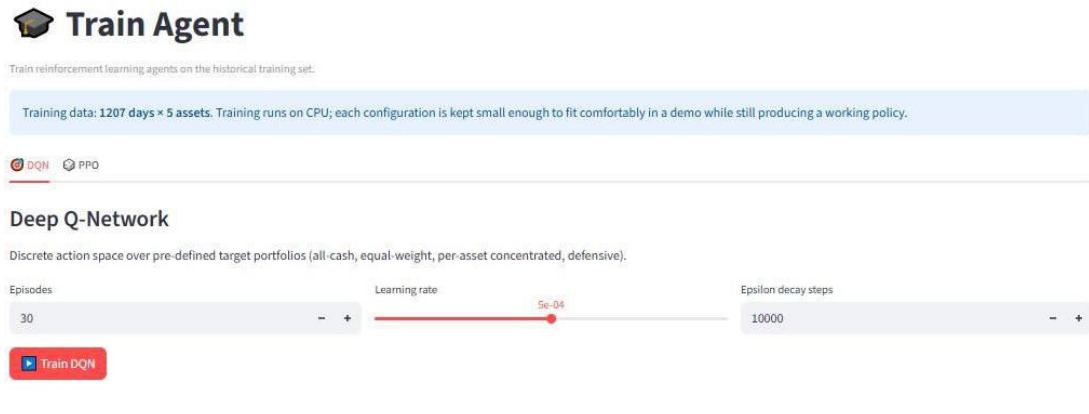 Train Agent
Train reinforcement learning agents on the historical training set.
Training data: 1207 days × 5 assets. Training runs on CPU; each configuration is kept small enough to fit comfortably in a demo while still producing a working policy.
DQN PPO
Deep Q-Network
Discrete action space over pre-defined target portfolios (all-cash, equal-weight, per-asset concentrated, defensive).
Episodes Learning rate Epsilon decay steps
5e-04
30 - + 10000 - +
Train DQN